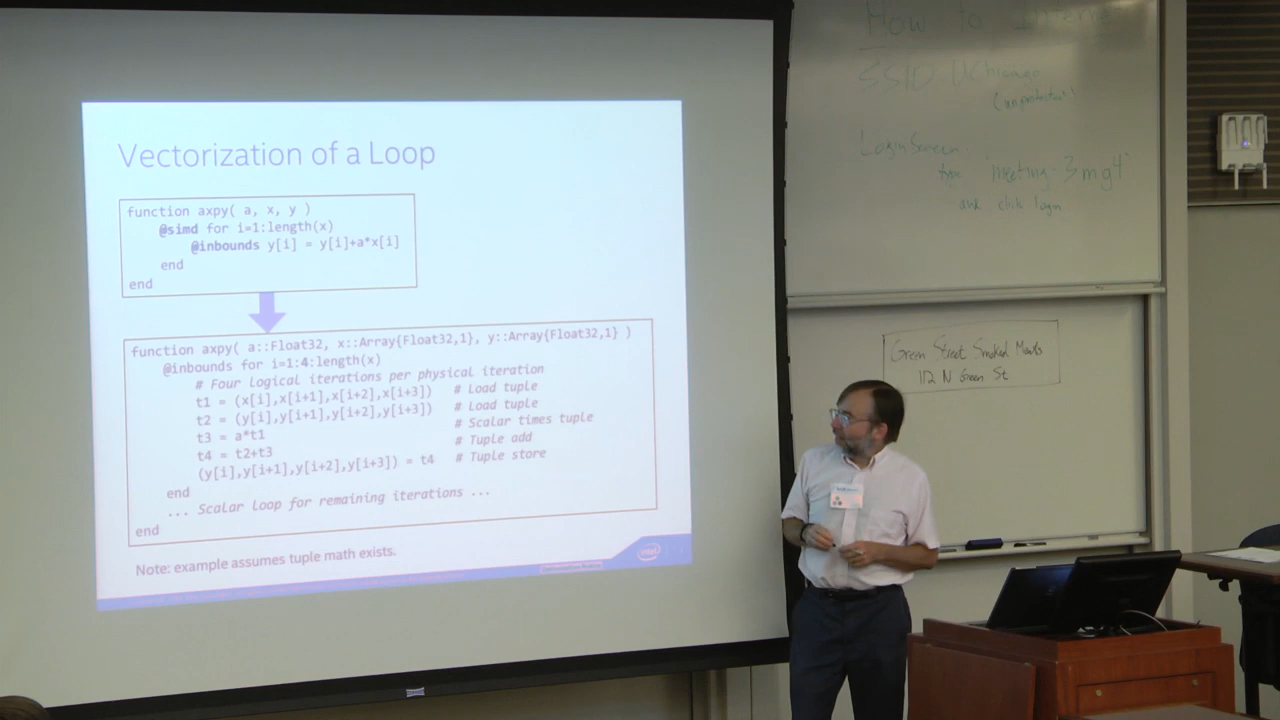 Vectorization of a Loop
function axpy( a, x, y )
@simd for i=1:length(x)
@inbounds y[i] = y[i]+a*x[i]
end
end
function axpy( a::Float32, x::Array{Float32,1}, y::Array{Float32,1} )
@inbounds for i=1:4:length(x)
# Four logical iterations per physical iteration
t1 = (x[i],x[i+1],x[i+2],x[i+3]) # Load tuple
t2 = (y[i],y[i+1],y[i+2],y[i+3]) # Load tuple
t3 = a*t1 # Scalar times tuple
t4 = t2+t3 # Tuple add
(y[i],y[i+1],y[i+2],y[i+3]) = t4 # Tuple store
end
... Scalar loop for remaining iterations ...
end
Note: example assumes tuple math exists.
intel
How to
SSID: UChicago
(unprotected)
Login Screen
type "meeting-3mg4"
and click login
Green Street Smoked Meats
112 N Green St